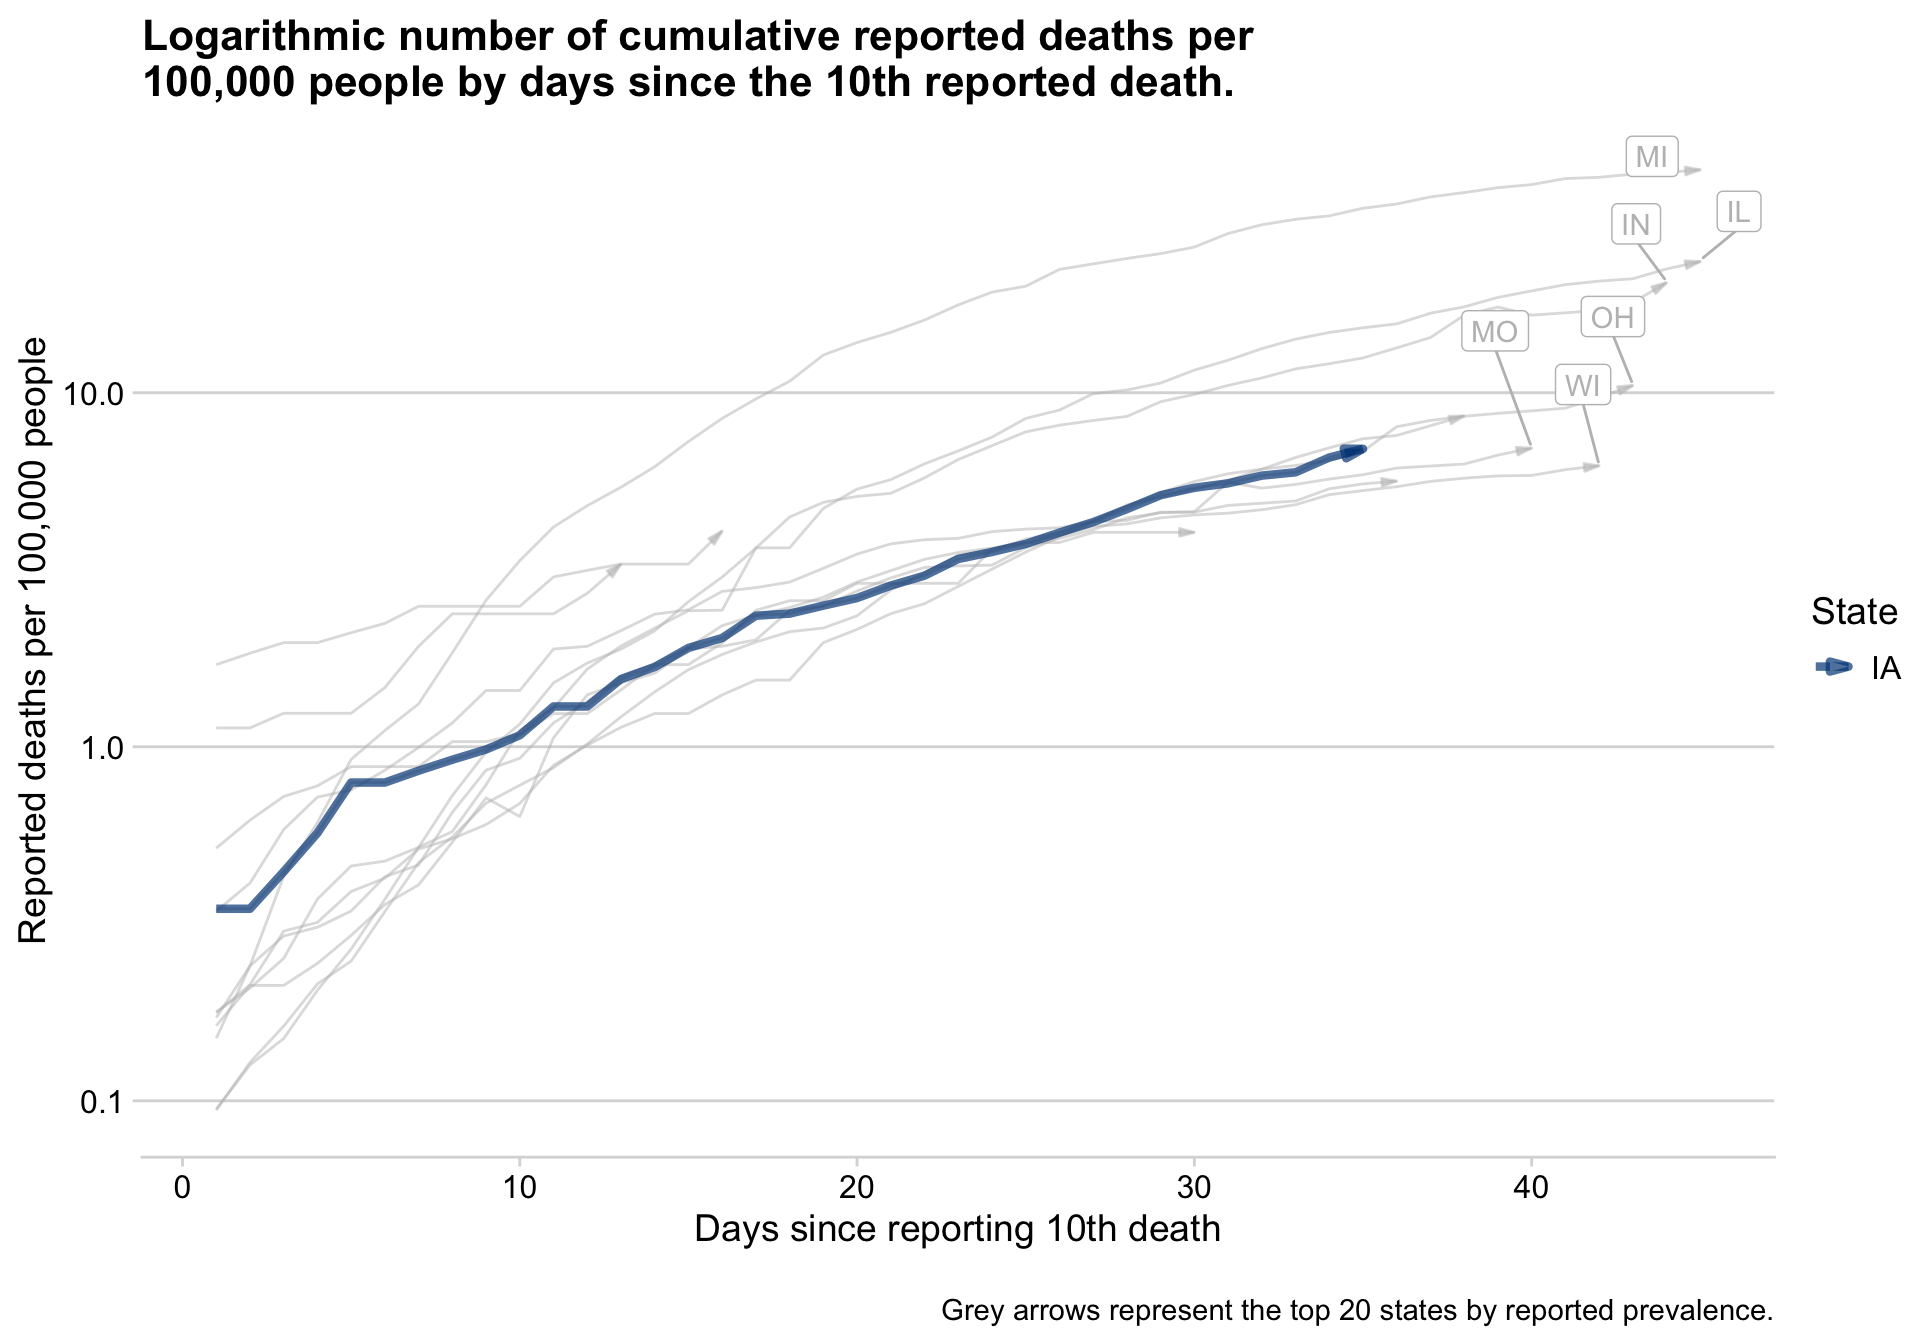 Logarithmic number of cumulative reported deaths per
100,000 people by days since the 10th reported death.
MI
IL
IN
OH
MO
WI
Reported deaths per 100,000 people
10.0
1.0
0.1
State
IA
0 10 20 30 40
Days since reporting 10th death
Grey arrows represent the top 20 states by reported prevalence.